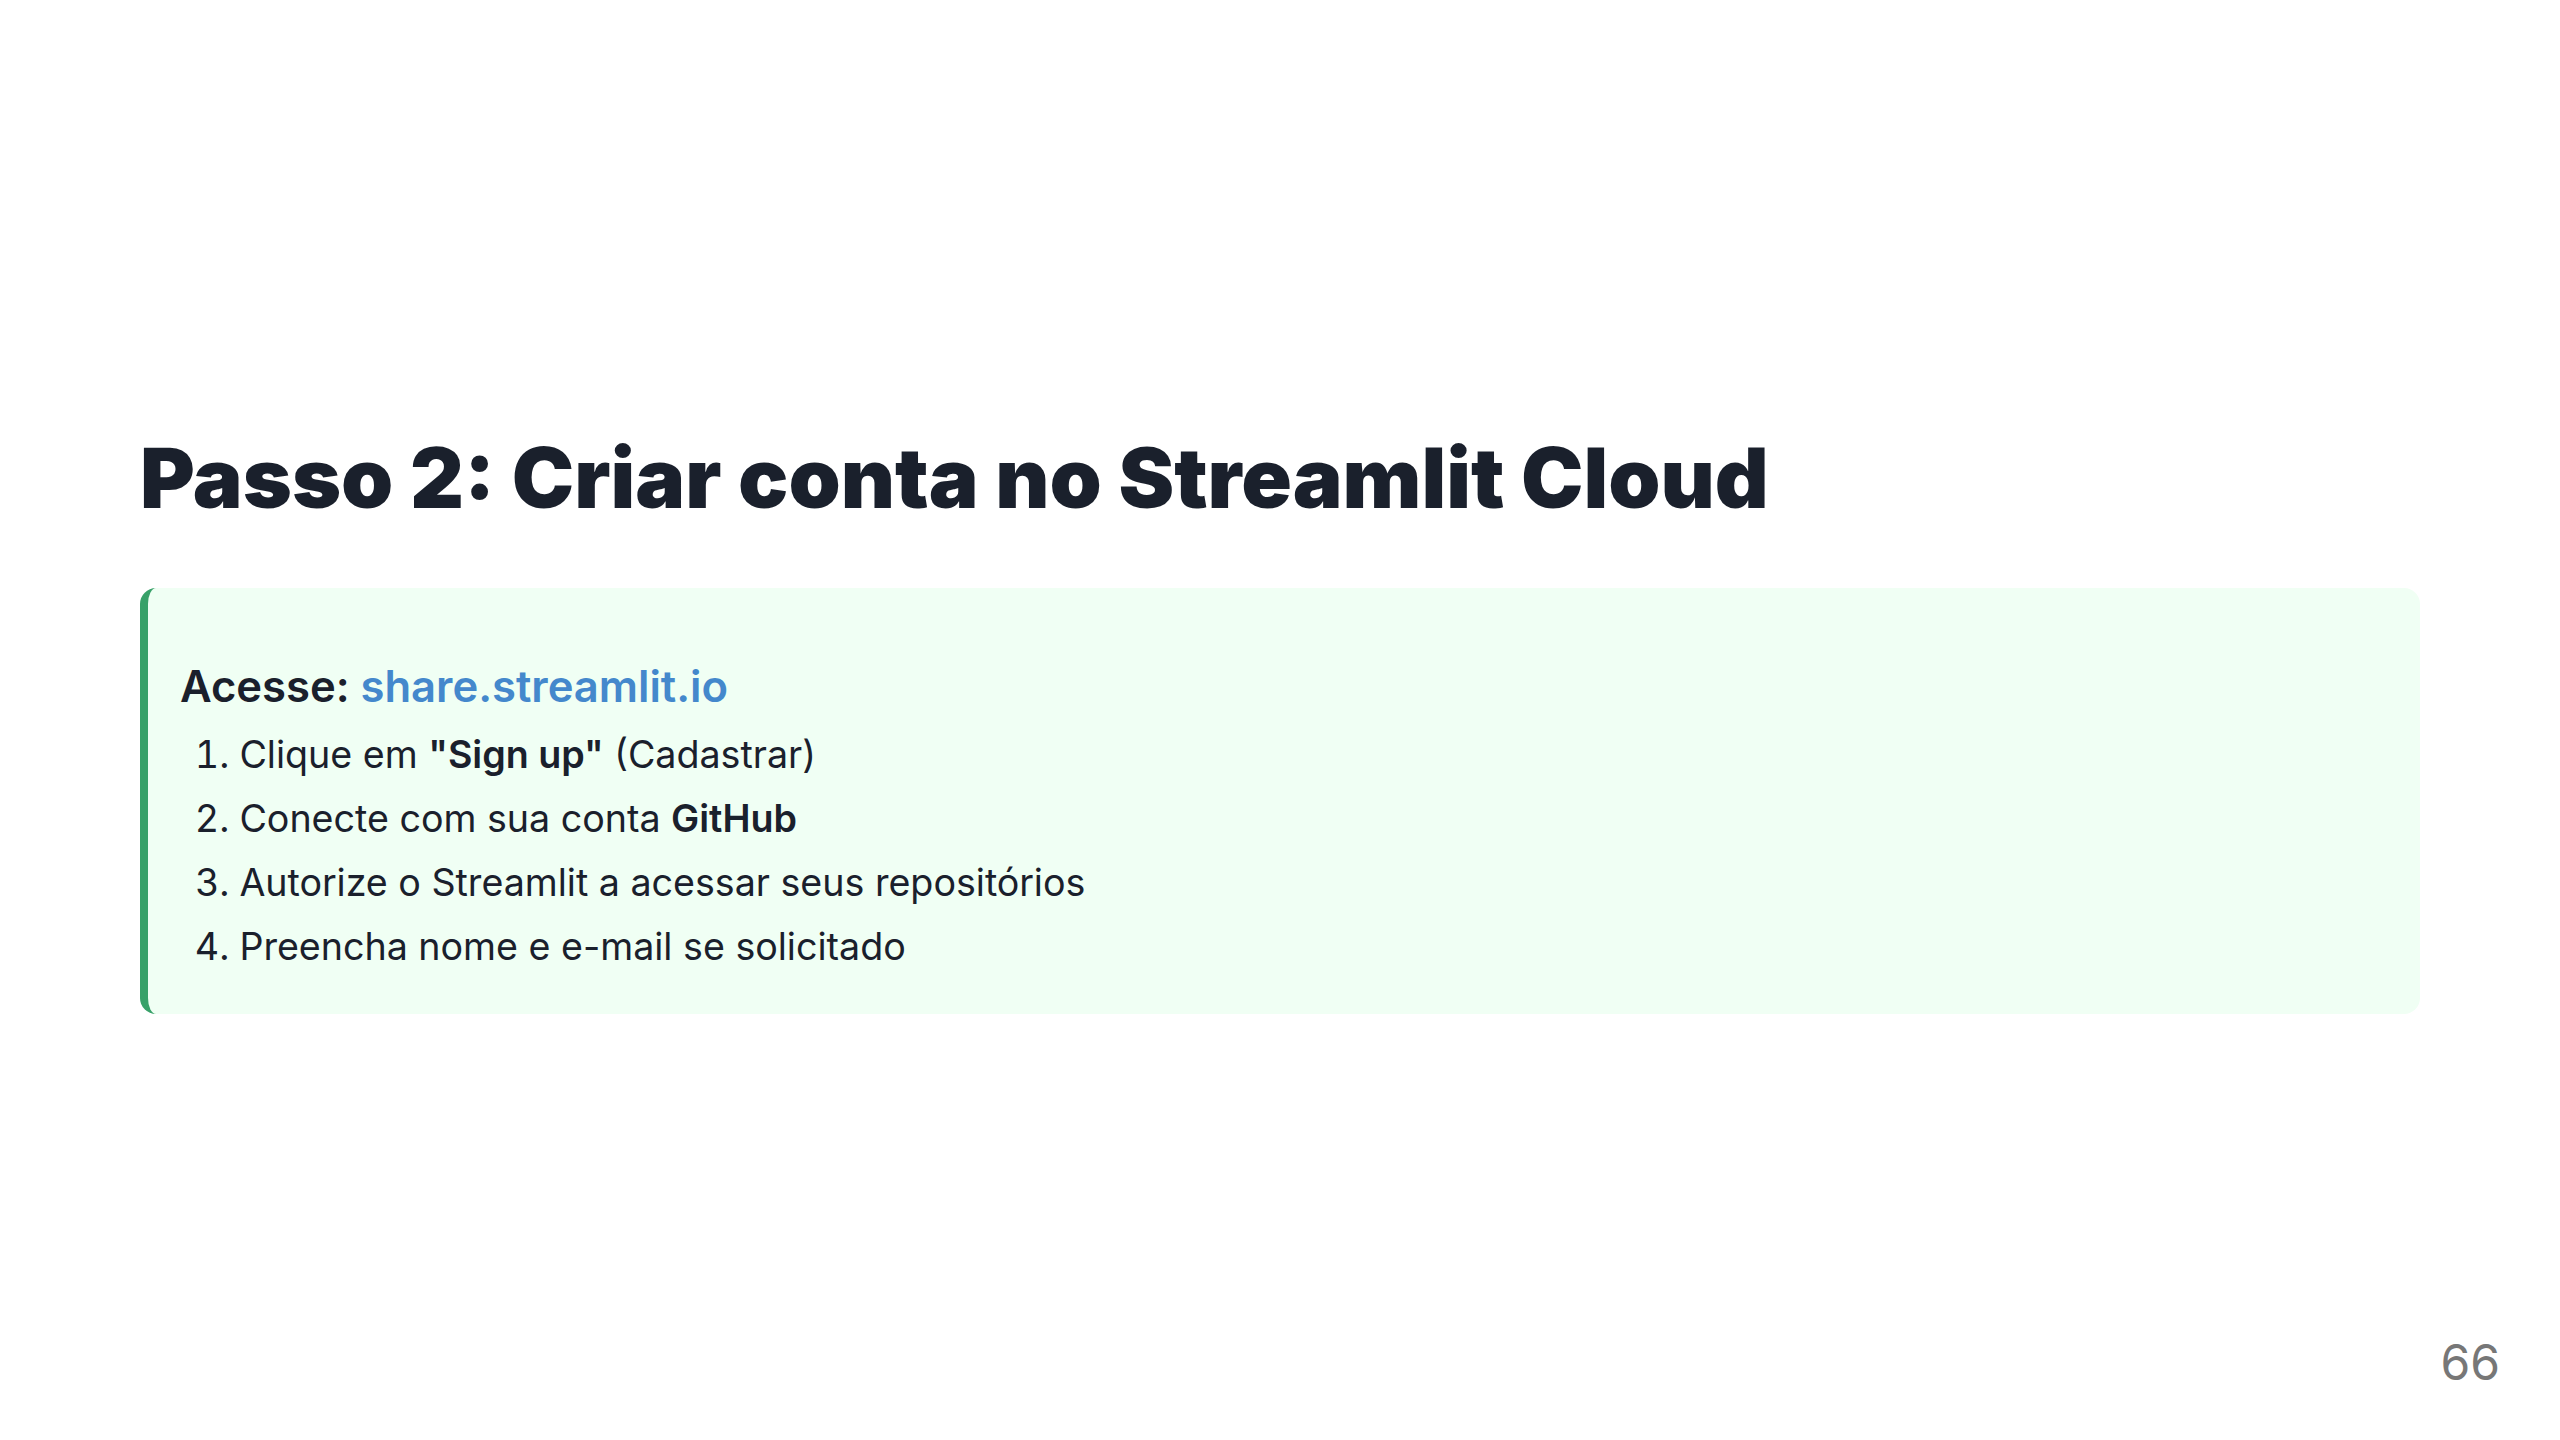 Passo 2: Criar conta no Streamlit Cloud
Acesse: share.streamlit.io
1. Clique em "Sign up" (Cadastrar)
2. Conecte com sua conta GitHub
3. Autorize o Streamlit a acessar seus repositórios
4. Preencha nome e e-mail se solicitado
66